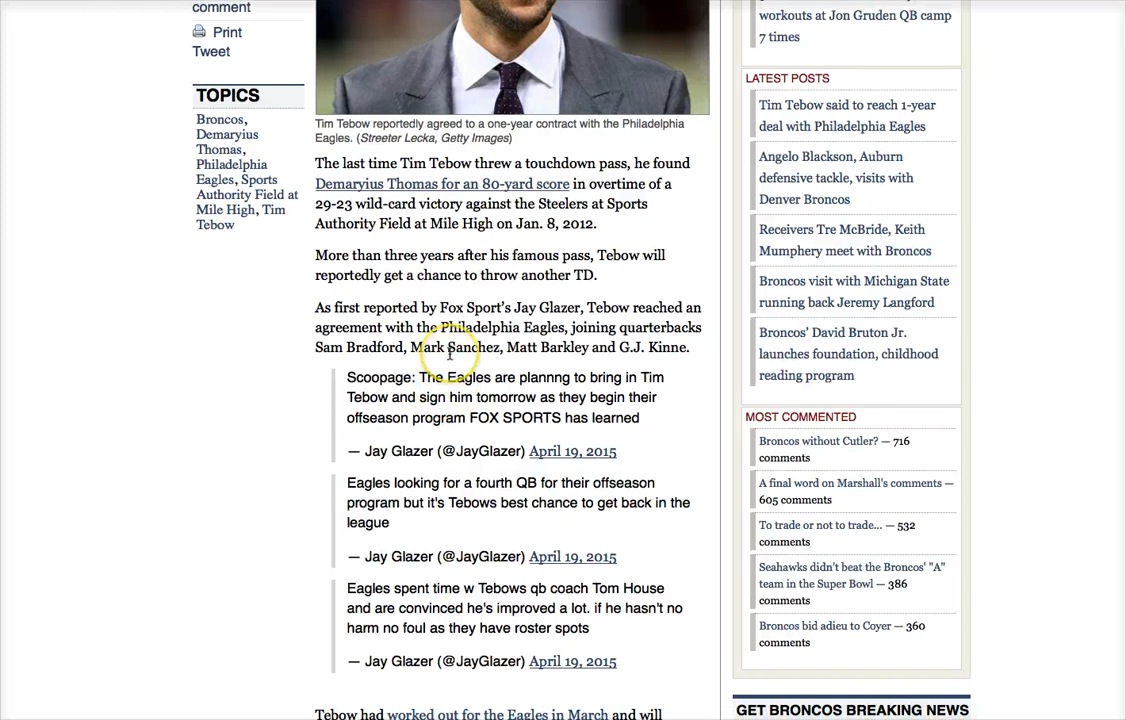 comment
Print
Tweet
TOPICS
Broncos,
Demaryius
Thomas,
Philadelphia
Eagles, Sports
Authority Field at
Mile High, Tim
Tebow
Tim Tebow reportedly agreed to a one-year contract with the Philadelphia
Eagles. (Streeter Lecka, Getty Images)
The last time Tim Tebow threw a touchdown pass, he found
Demaryius Thomas for an 80-yard score in overtime of a
29-23 wild-card victory against the Steelers at Sports
Authority Field at Mile High on Jan. 8, 2012.
More than three years after his famous pass, Tebow will
reportedly get a chance to throw another TD.
As first reported by Fox Sport's Jay Glazer, Tebow reached an
agreement with the Philadelphia Eagles, joining quarterbacks
Sam Bradford, Mark Sanchez, Matt Barkley and G.J. Kinne.
Scoopage: The Eagles are plannng to bring in Tim
Tebow and sign him tomorrow as they begin their
offseason program FOX SPORTS has learned
— Jay Glazer (@JayGlazer) April 19, 2015
Eagles looking for a fourth QB for their offseason
program but it's Tebows best chance to get back in the
league
— Jay Glazer (@JayGlazer) April 19, 2015
Eagles spent time w Tebows qb coach Tom House
and are convinced he's improved a lot. if he hasn't no
harm no foul as they have roster spots
— Jay Glazer (@JayGlazer) April 19, 2015
Tebow had worked out for the Eagles in March and will
workouts at Jon Gruden QB camp
7 times
LATEST POSTS
Tim Tebow said to reach 1-year
deal with Philadelphia Eagles
Angelo Blackson, Auburn
defensive tackle, visits with
Denver Broncos
Receivers Tre McBride, Keith
Mumphery meet with Broncos
Broncos visit with Michigan State
running back Jeremy Langford
Broncos' David Bruton Jr.
launches foundation, childhood
reading program
MOST COMMENTED
Broncos without Cutler? — 716
comments
A final word on Marshall's comments —
605 comments
To trade or not to trade... — 532
comments
Seahawks didn't beat the Broncos' "A"
team in the Super Bowl — 386
comments
Broncos bid adieu to Coyer — 360
comments
GET BRONCOS BREAKING NEWS